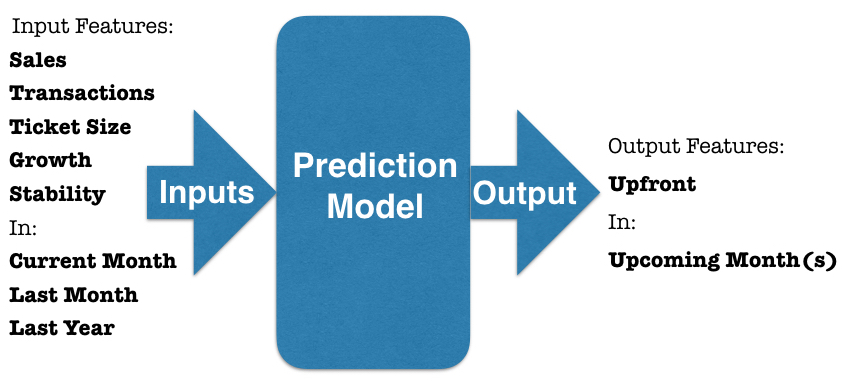 Input Features:
Sales
Transactions
Ticket Size
Growth
Stability
In:
Current Month
Last Month
Last Year
Inputs
Prediction
Model
Output
Output Features:
Upfront
In:
Upcoming Month(s)